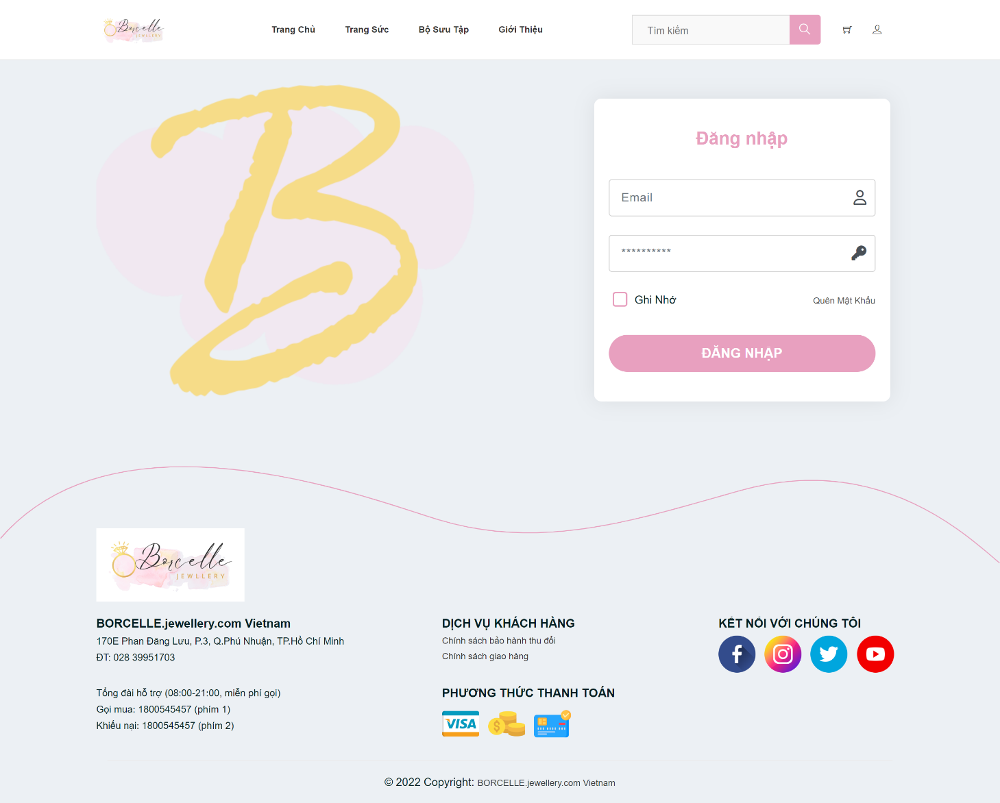 Borcelle
JEWLLERY
Trang Chủ
Trang Sức
Bộ Sưu Tập
Giới Thiệu
Tìm kiếm
B
Đăng nhập
Email
**********
Ghi Nhớ
Quên Mật Khẩu
ĐĂNG NHẬP
Borcelle
JEWLLERY
BORCELLE.jewellery.com Vietnam
170E Phan Đăng Lưu, P.3, Q.Phú Nhuận, TP.Hồ Chí Minh
ĐT: 028 39951703
Tổng đài hỗ trợ (08:00-21:00, miễn phí gọi)
Gọi mua: 1800545457 (phím 1)
Khiếu nại: 1800545457 (phím 2)
DỊCH VỤ KHÁCH HÀNG
Chính sách bảo hành thu đổi
Chính sách giao hàng
PHƯƠNG THỨC THANH TOÁN
VISA
$
KẾT NỐI VỚI CHÚNG TÔI
© 2022 Copyright: BORCELLE.jewellery.com Vietnam